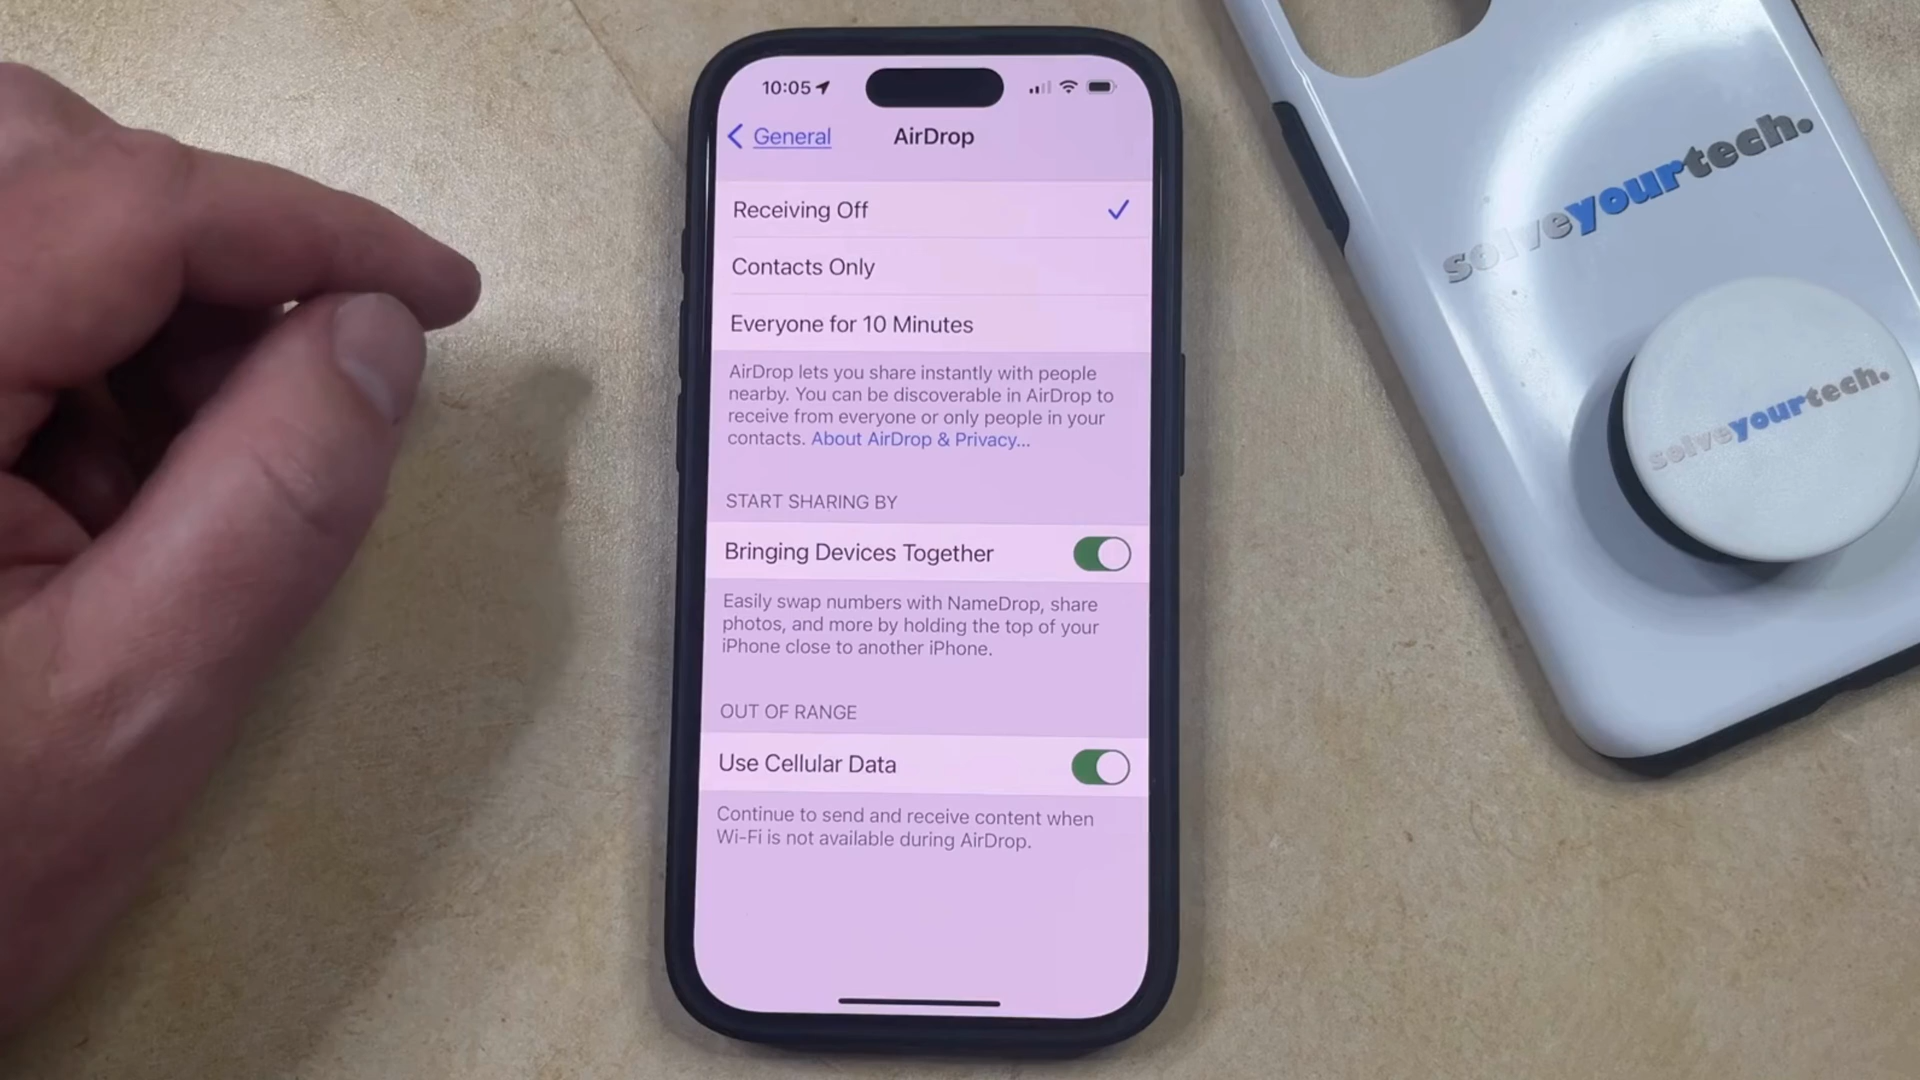 10:05
General
AirDrop
Receiving Off
Contacts Only
Everyone for 10 Minutes
AirDrop lets you share instantly with people
nearby. You can be discoverable in AirDrop to
receive from everyone or only people in your
contacts. About AirDrop & Privacy...
START SHARING BY
Bringing Devices Together
Easily swap numbers with NameDrop, share
photos, and more by holding the top of your
iPhone close to another iPhone.
OUT OF RANGE
Use Cellular Data
Continue to send and receive content when
Wi-Fi is not available during AirDrop.
solveyourtech.
solveyourtech.